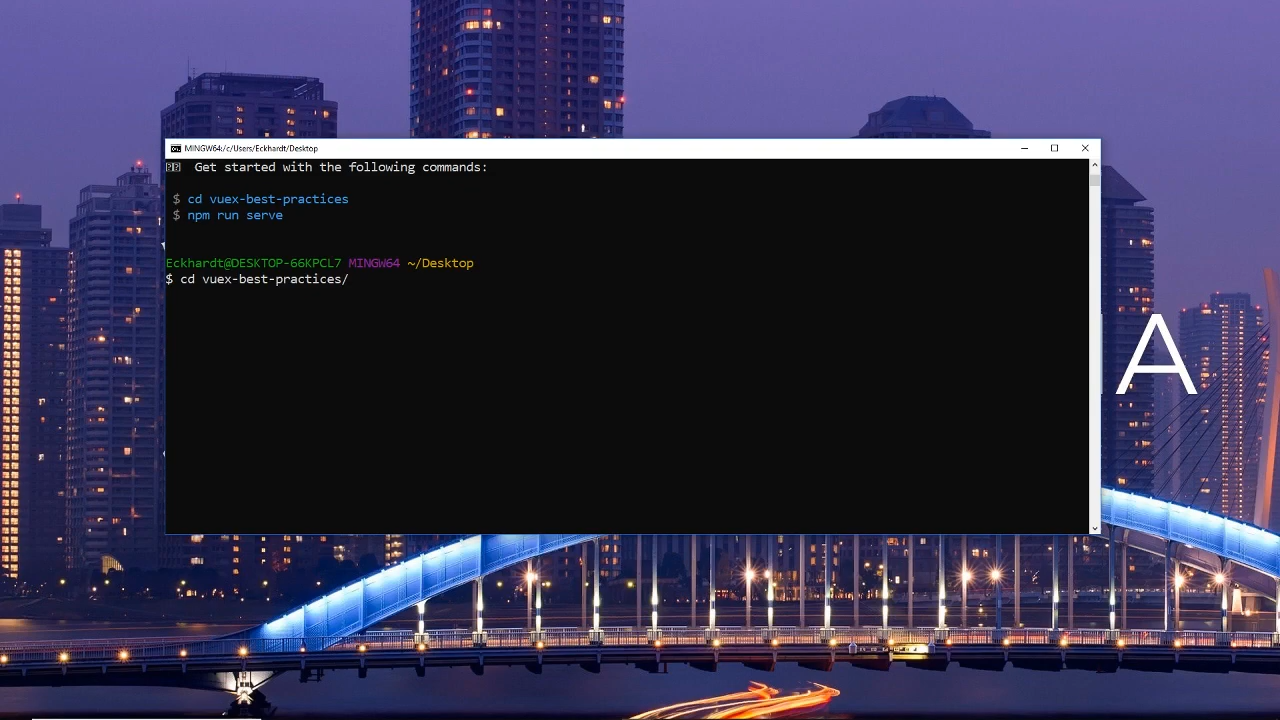 MINGW64:/c/Users/Eckhardt/Desktop
Get started with the following commands:
$ cd vuex-best-practices
$ npm run serve
Eckhardt@DESKTOP-66KPCL7 MINGW64 ~/Desktop
$ cd vuex-best-practices/
A